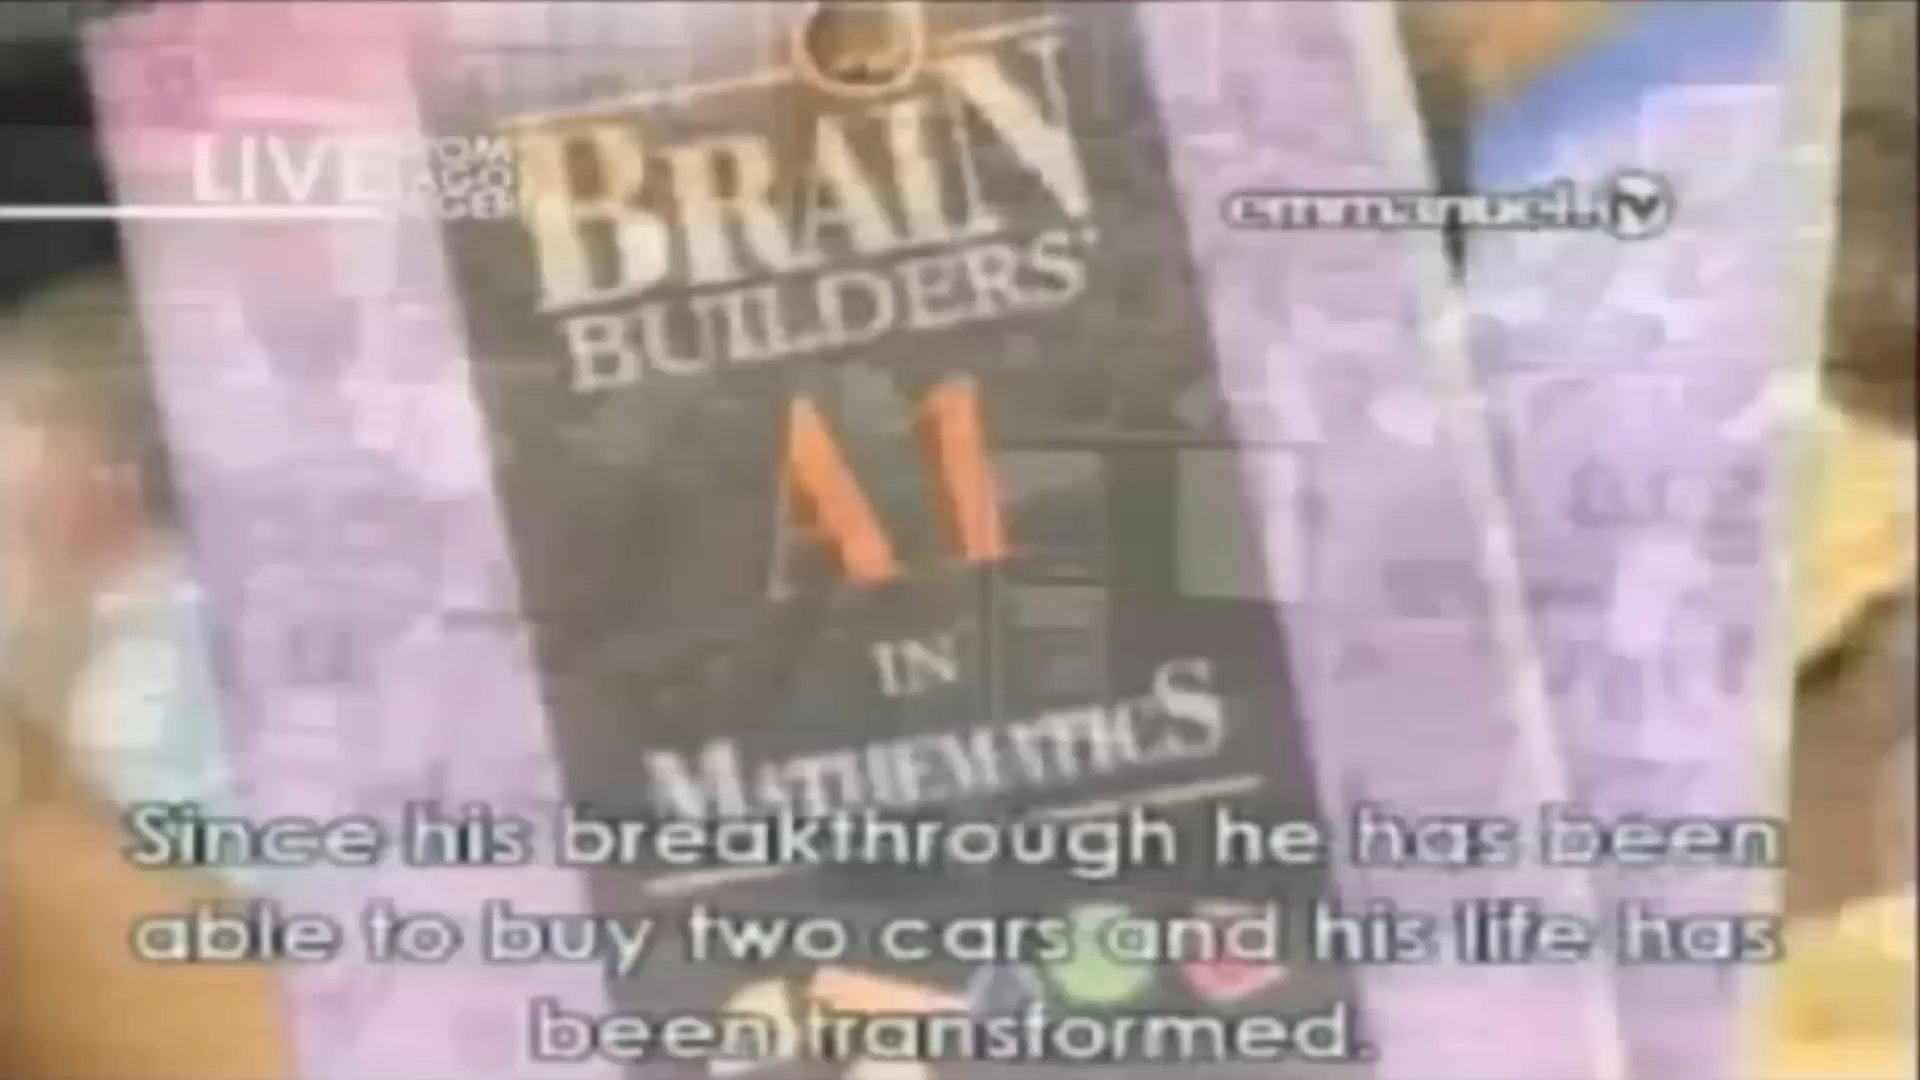 BRAIN
BUILDERS'
LIVE
emmanuel.TV
A1
IN
MATHEMATICS
Since his breakthrough he has been
able to buy two cars and his life has
been transformed.